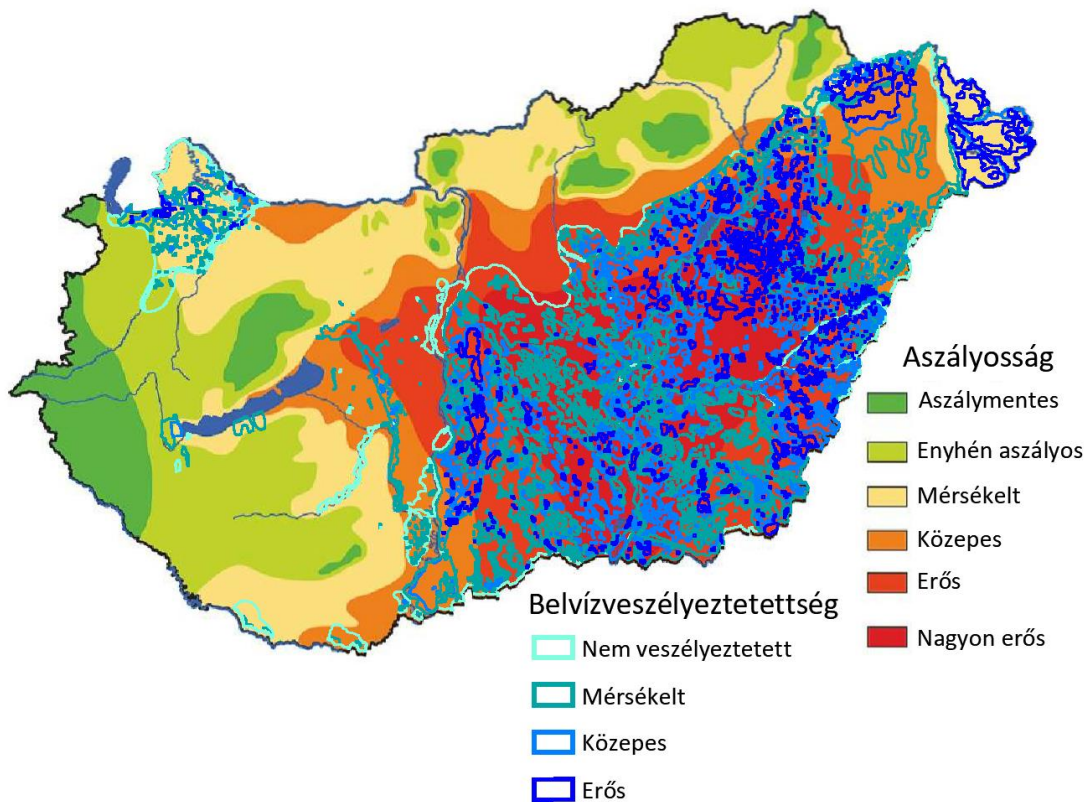 Aszályosság
Aszálymentes
Enyhén aszályos
Mérsékelt
Közepes
Erős
Nagyon erős
Belvízveszélyeztetettség
Nem veszélyeztetett
Mérsékelt
Közepes
Erős